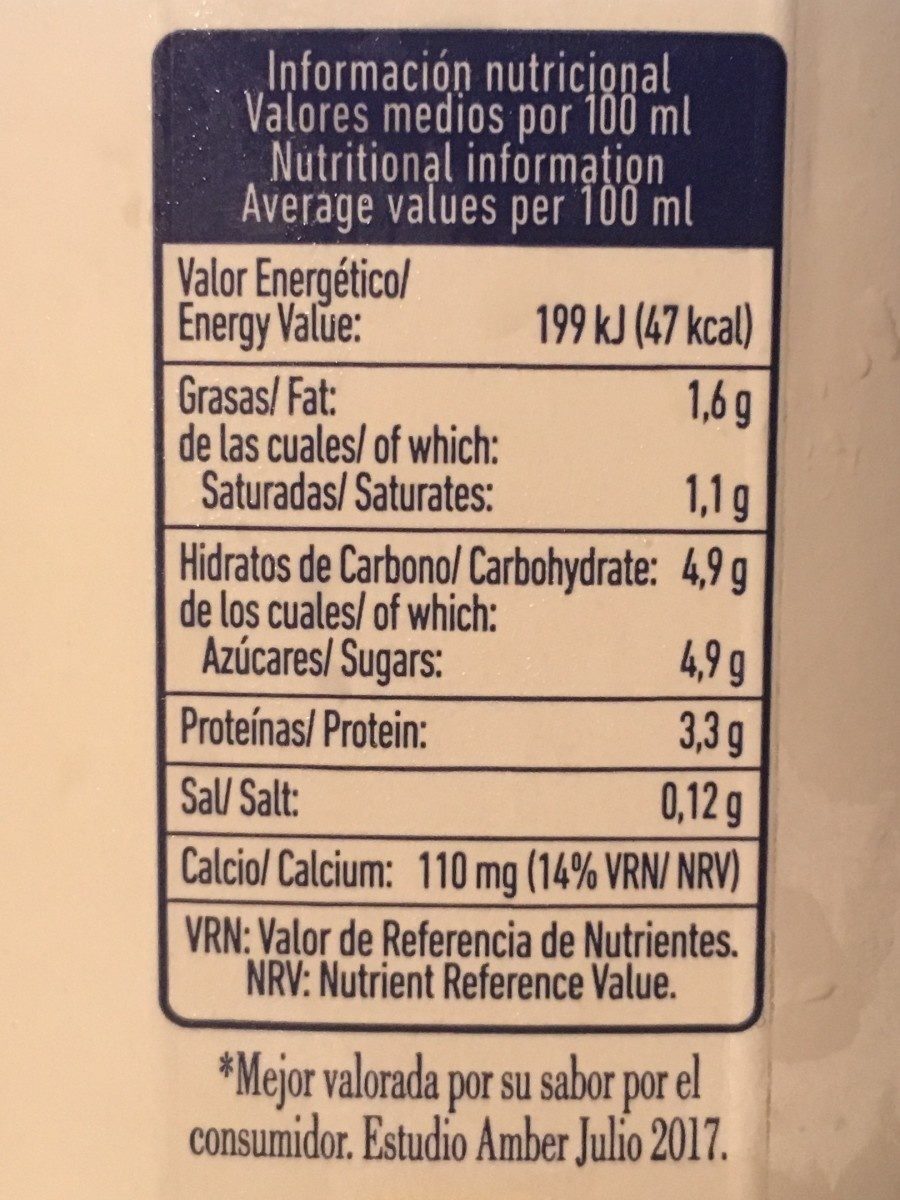 Información nutricional
Valores medios por 100 ml
Nutritional information
Average values per 100 ml
Valor Energético/
Energy Value: 199 kJ (47 kcal)
Grasas/ Fat: 1,6 g
de las cuales/ of which:
Saturadas/ Saturates: 1,1 g
Hidratos de Carbono/ Carbohydrate: 4,9 g
de los cuales/ of which:
Azúcares/ Sugars: 4,9 g
Proteínas/ Protein: 3,3 g
Sal/ Salt: 0,12 g
Calcio/ Calcium: 110 mg (14% VRN/ NRV)
VRN: Valor de Referencia de Nutrientes.
NRV: Nutrient Reference Value.
*Mejor valorada por su sabor por el
consumidor. Estudio Amber Julio 2017.